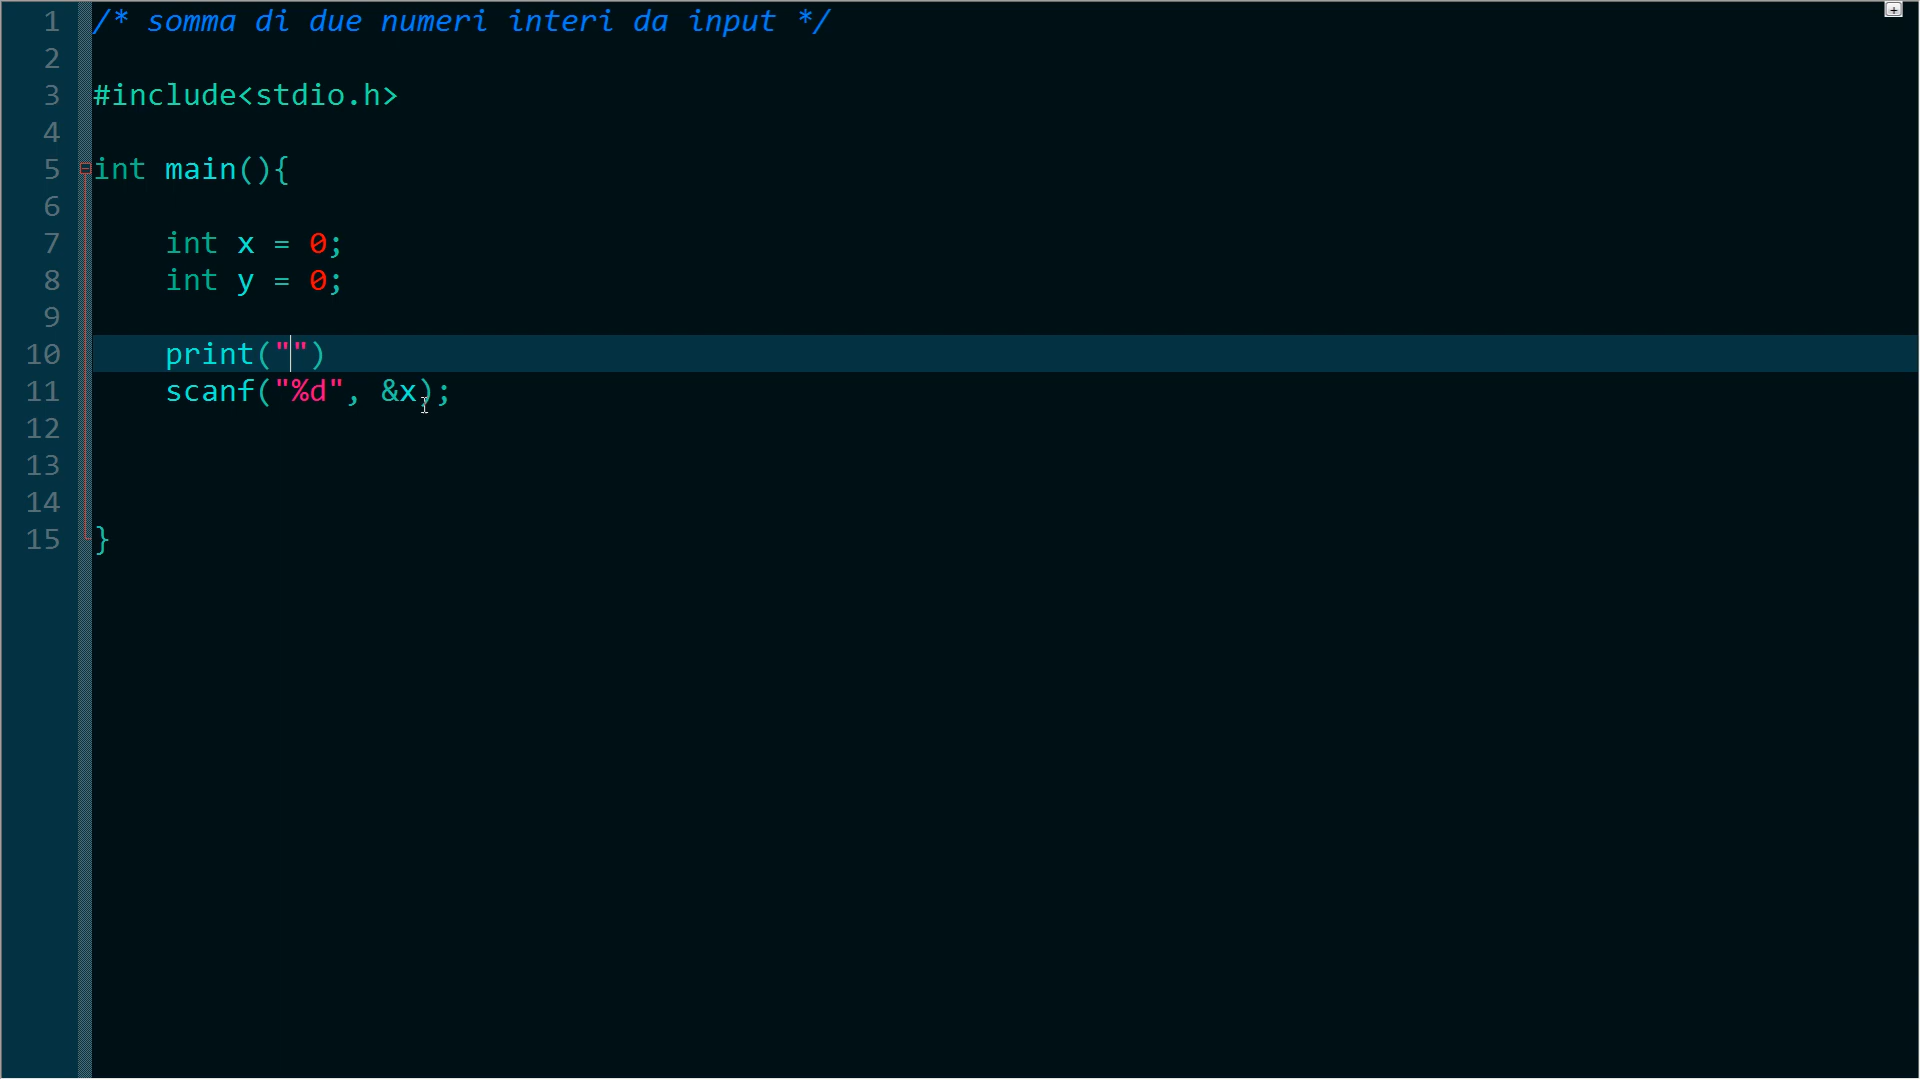 1 /* somma di due numeri interi da input */
2
3 #include<stdio.h>
4
5 int main(){
6
7     int x = 0;
8     int y = 0;
9
10     print("")
11     scanf("%d", &x);
12
13
14
15 }